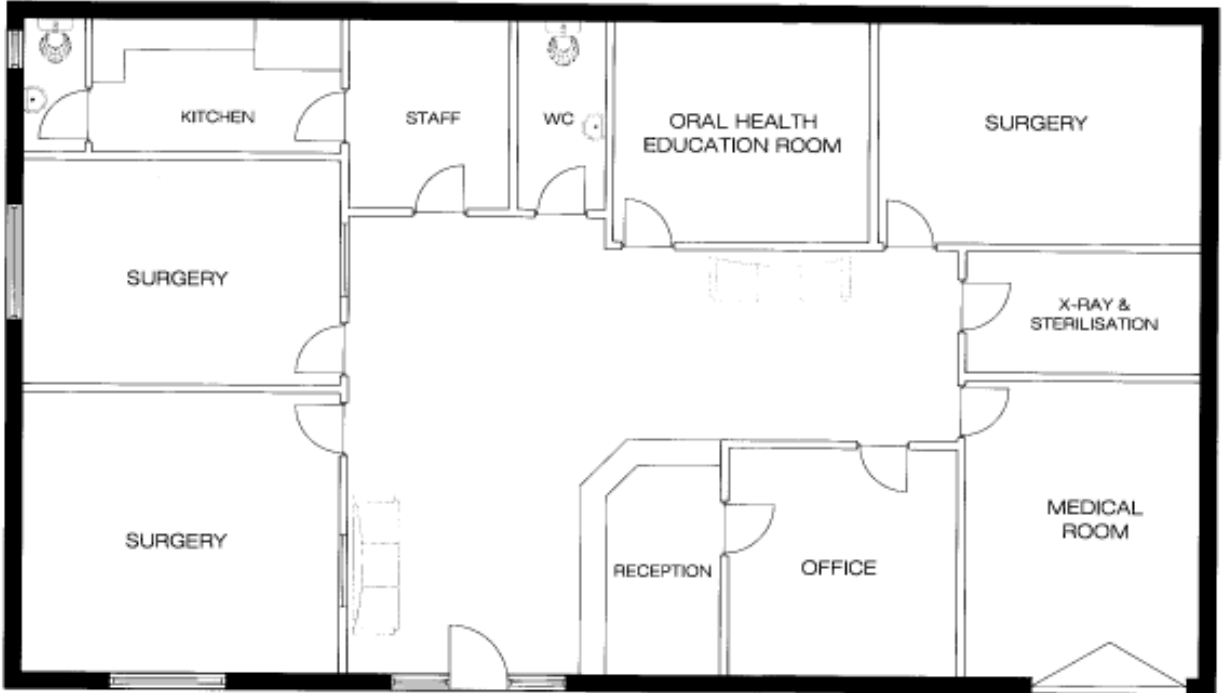 KITCHEN
STAFF
WC
ORAL HEALTH
EDUCATION ROOM
SURGERY
SURGERY
X-RAY &
STERILISATION
SURGERY
RECEPTION
OFFICE
MEDICAL
ROOM